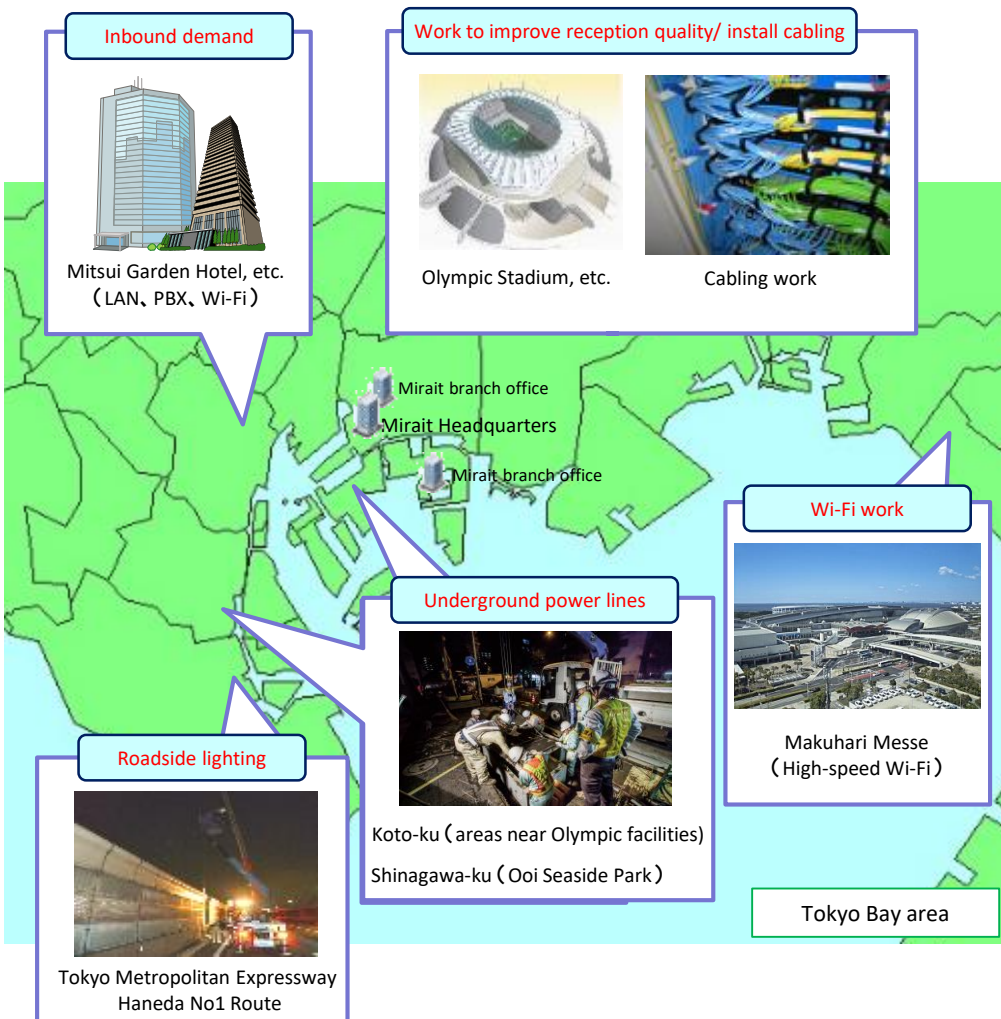 Inbound demand
Mitsui Garden Hotel, etc.
（LAN、PBX、Wi-Fi）
Work to improve reception quality/ install cabling
Olympic Stadium, etc.
Cabling work
Mirait branch office
Mirait Headquarters
Mirait branch office
Wi-Fi work
Makuhari Messe
（High-speed Wi-Fi）
Underground power lines
Koto-ku（areas near Olympic facilities)
Shinagawa-ku（Ooi Seaside Park）
Roadside lighting
Tokyo Metropolitan Expressway
Haneda No1 Route
Tokyo Bay area